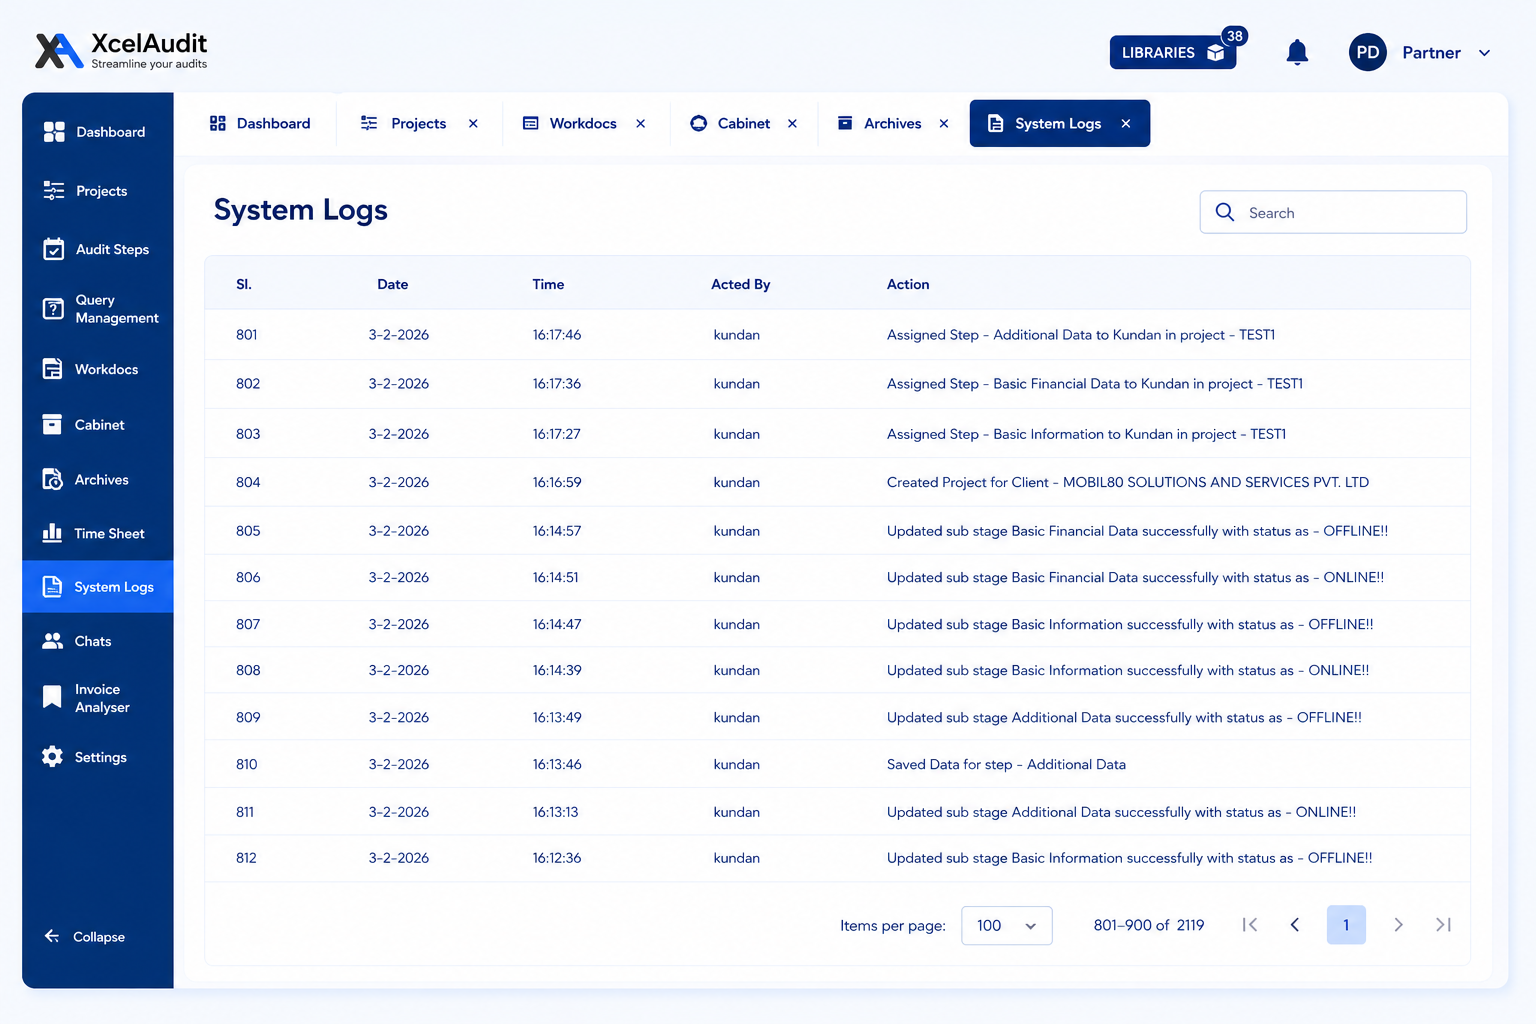 XcelAudit
Streamline your audits
LIBRARIES
38
PD
Partner
Dashboard
Projects
Audit Steps
Query
Management
Workdocs
Cabinet
Archives
Time Sheet
System Logs
Chats
Invoice
Analyser
Settings
Collapse
Dashboard Projects × Workdocs × Cabinet × Archives × System Logs ×
System Logs
Search
Sl. Date Time Acted By Action
801 3-2-2026 16:17:46 kundan Assigned Step - Additional Data to Kundan in project - TEST1
802 3-2-2026 16:17:36 kundan Assigned Step - Basic Financial Data to Kundan in project - TEST1
803 3-2-2026 16:17:27 kundan Assigned Step - Basic Information to Kundan in project - TEST1
804 3-2-2026 16:16:59 kundan Created Project for Client - MOBIL80 SOLUTIONS AND SERVICES PVT. LTD
805 3-2-2026 16:14:57 kundan Updated sub stage Basic Financial Data successfully with status as - OFFLINE!!
806 3-2-2026 16:14:51 kundan Updated sub stage Basic Financial Data successfully with status as - ONLINE!!
807 3-2-2026 16:14:47 kundan Updated sub stage Basic Information successfully with status as - OFFLINE!!
808 3-2-2026 16:14:39 kundan Updated sub stage Basic Information successfully with status as - ONLINE!!
809 3-2-2026 16:13:49 kundan Updated sub stage Additional Data successfully with status as - OFFLINE!!
810 3-2-2026 16:13:46 kundan Saved Data for step - Additional Data
811 3-2-2026 16:13:13 kundan Updated sub stage Additional Data successfully with status as - ONLINE!!
812 3-2-2026 16:12:36 kundan Updated sub stage Basic Information successfully with status as - OFFLINE!!
Items per page: 100 801–900 of 2119 1